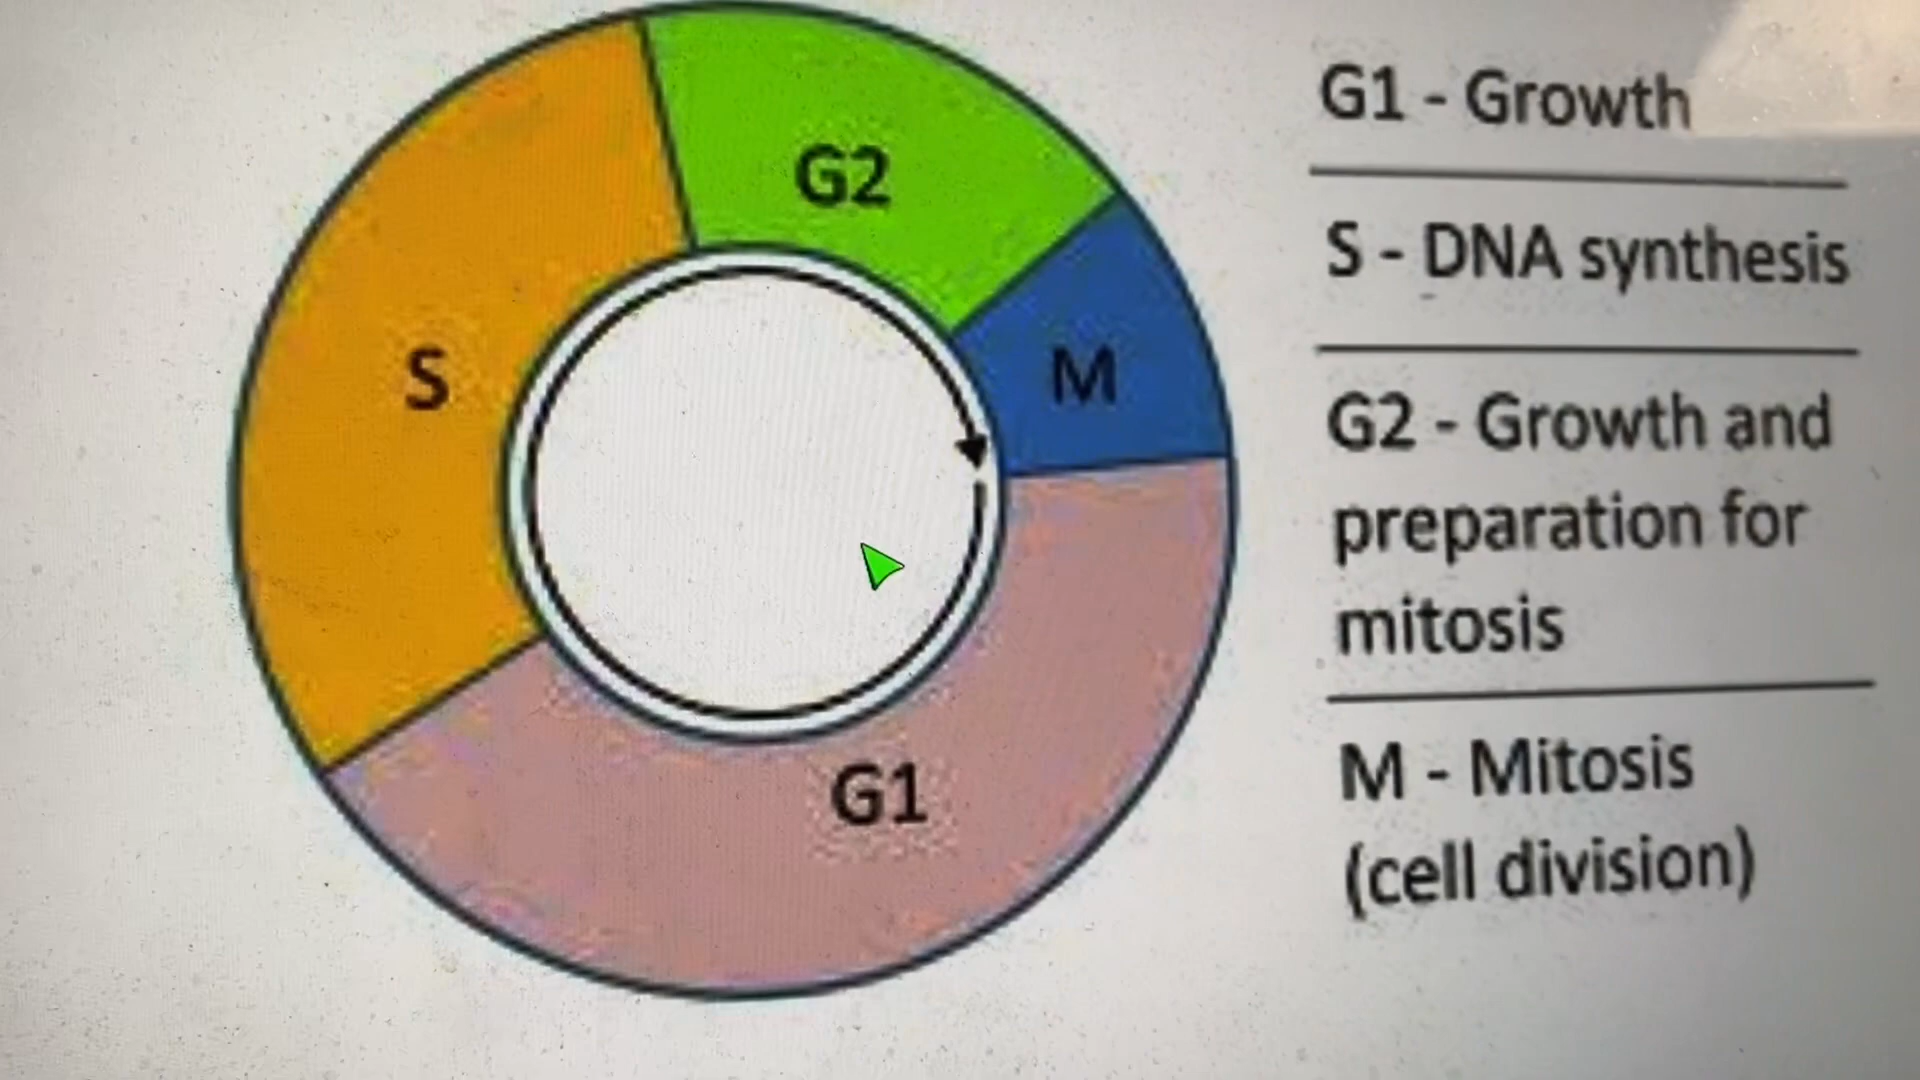 G2
S
M
G1
G1 - Growth
S - DNA synthesis
G2 - Growth and
preparation for
mitosis
M - Mitosis
(cell division)